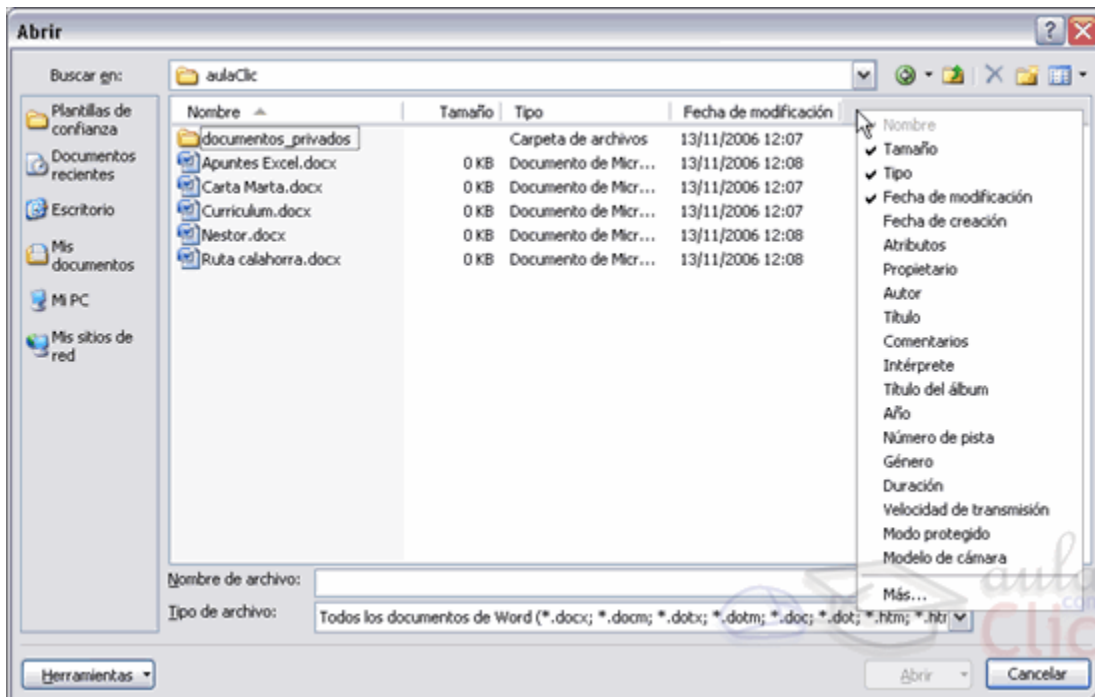 Abrir
Buscar en: aulaClic
Plantillas de confianza
Documentos recientes
Escritorio
Mis documentos
Mi PC
Mis sitios de red
Nombre Tamaño Tipo Fecha de modificación
documentos_privados Carpeta de archivos 13/11/2006 12:07
Apuntes Excel.docx 0 KB Documento de Micr... 13/11/2006 12:08
Carta Marta.docx 0 KB Documento de Micr... 13/11/2006 12:07
Curriculum.docx 0 KB Documento de Micr... 13/11/2006 12:07
Nestor.docx 0 KB Documento de Micr... 13/11/2006 12:08
Ruta calahorra.docx 0 KB Documento de Micr... 13/11/2006 12:08
Nombre
Tamaño
Tipo
Fecha de modificación
Fecha de creación
Atributos
Propietario
Autor
Título
Comentarios
Intérprete
Título del álbum
Año
Número de pista
Género
Duración
Velocidad de transmisión
Modo protegido
Modelo de cámara
Más...
Nombre de archivo:
Tipo de archivo: Todos los documentos de Word (*.docx; *.docm; *.dotx; *.dotm; *.doc; *.dot; *.htm; *.htr
aula
Clic
.com
Herramientas
Abrir
Cancelar